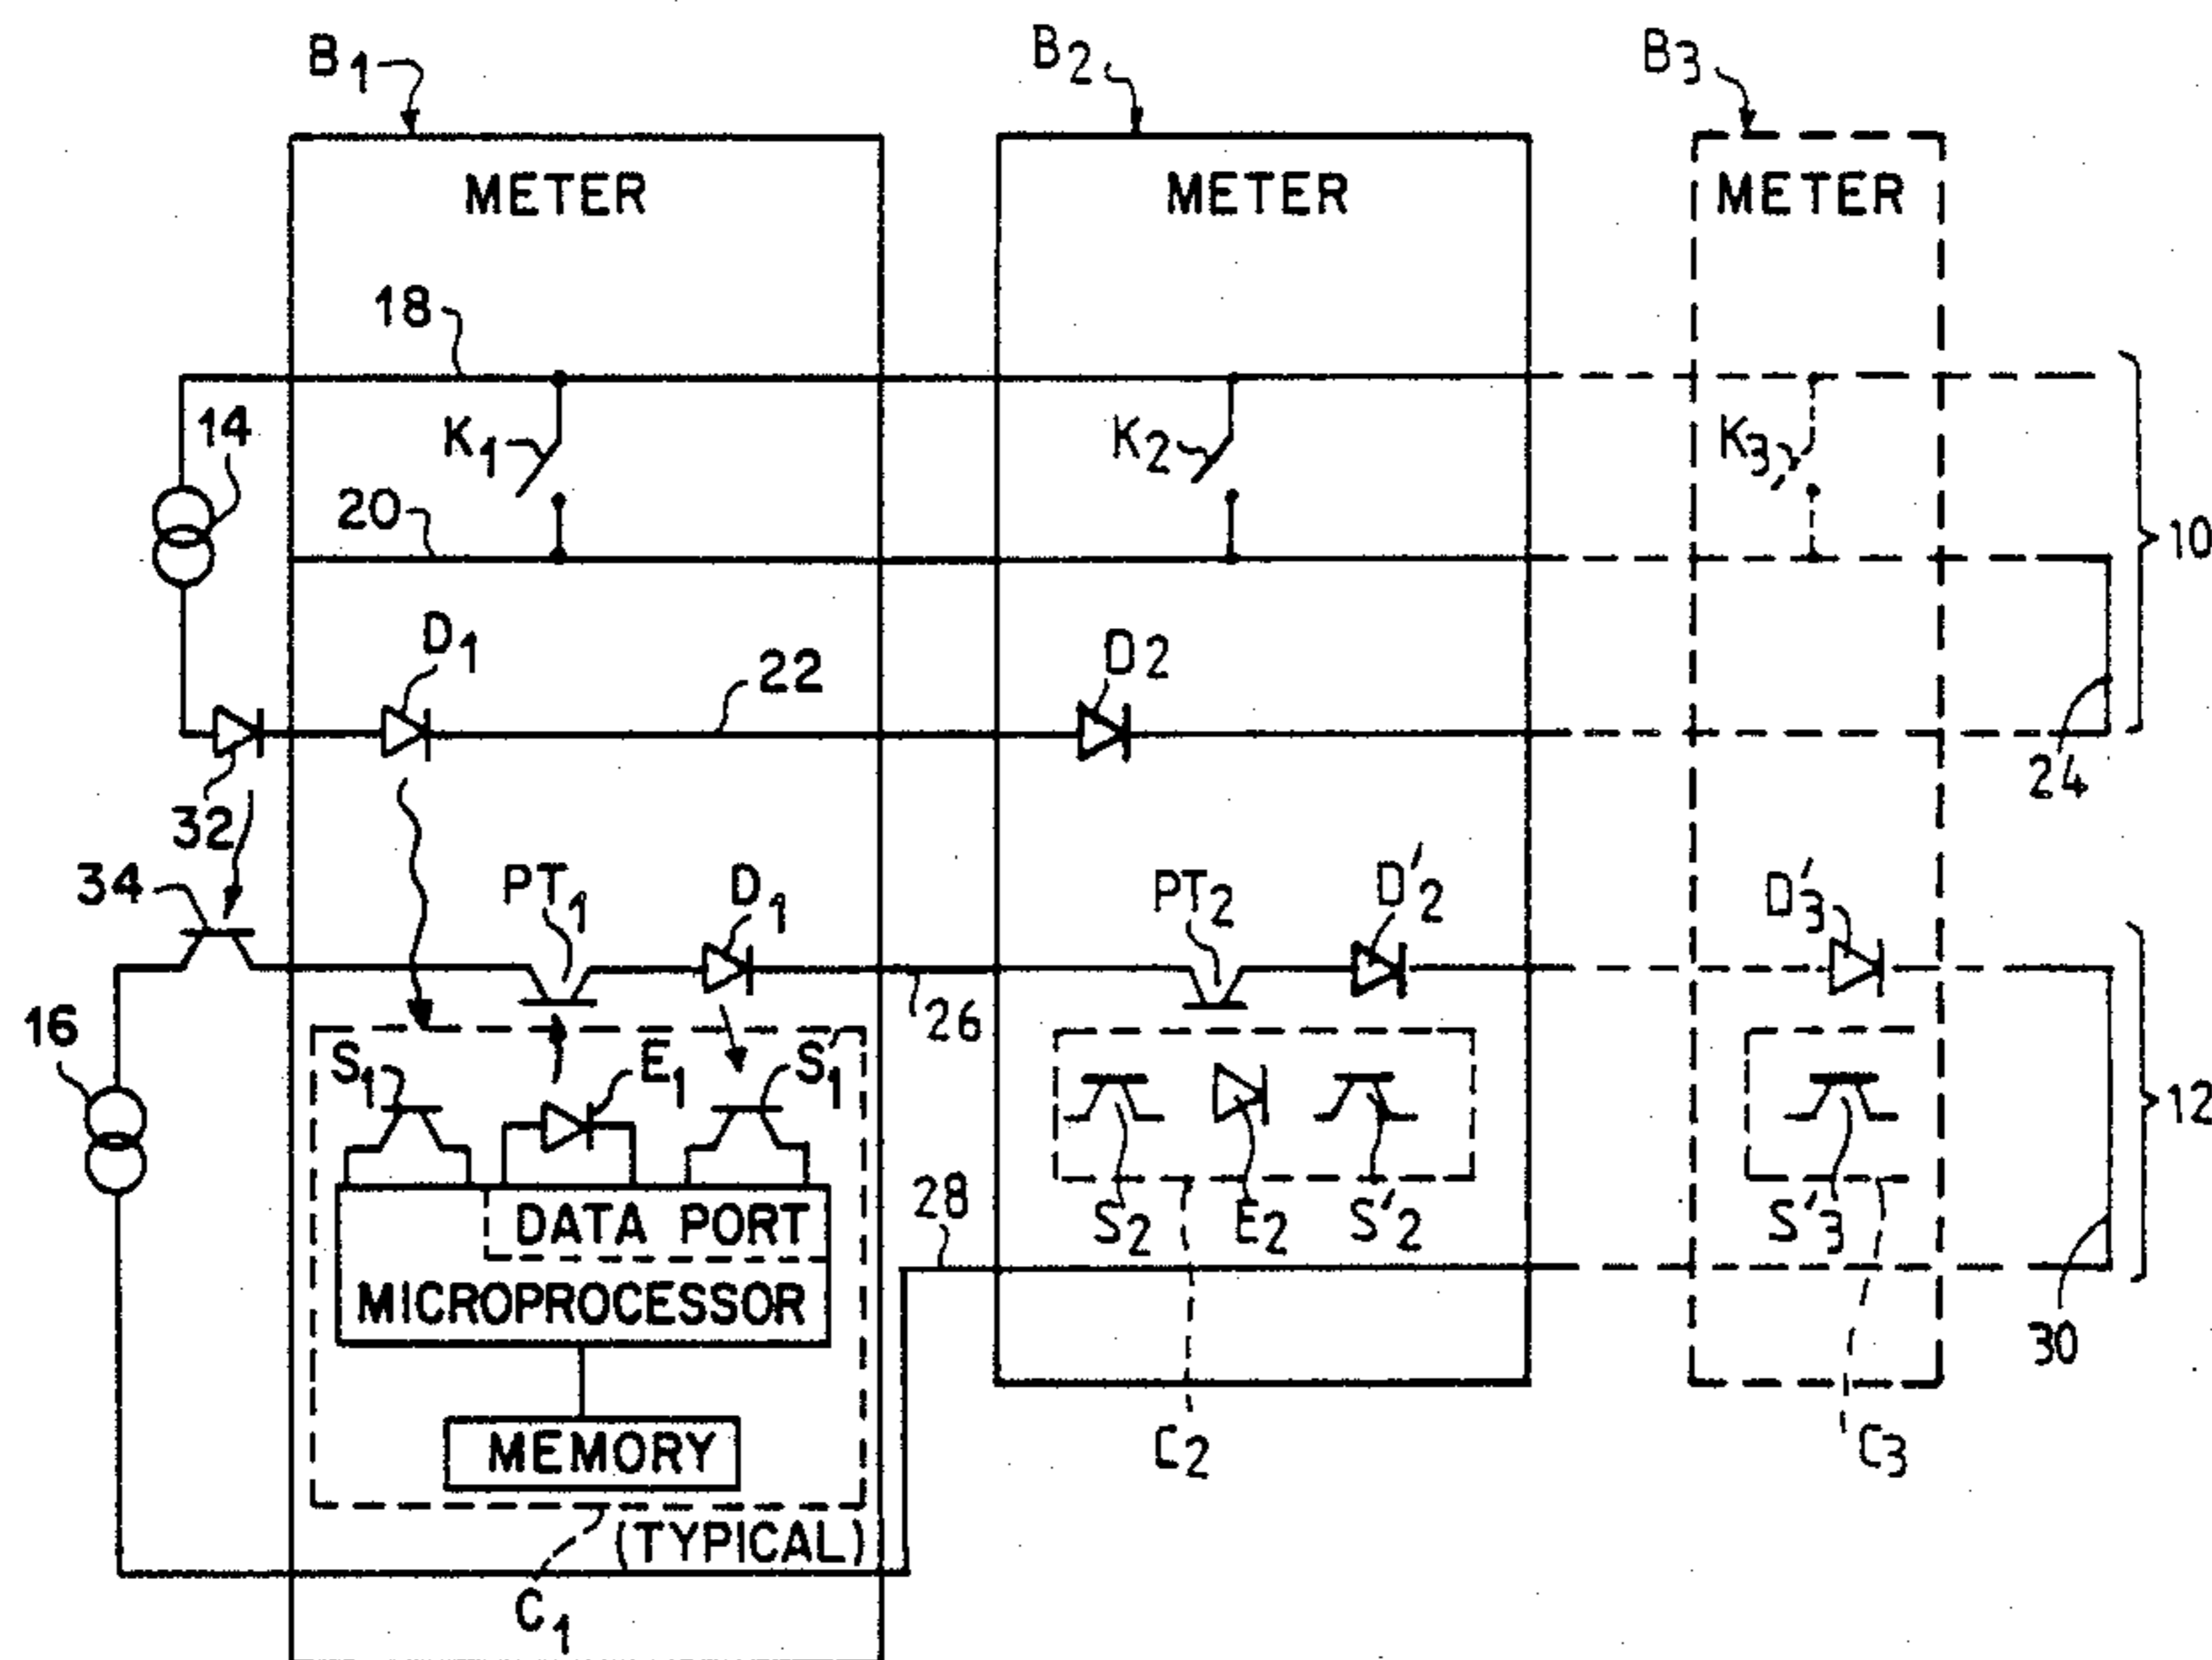 B1 B2 B3
METER METER METER
18
14 K1 K2 K3 10
20
D1 22 D2
24
32
34 PT1 D1 PT2 D'2 D'3
16 26
S1 E1 S'1 12
DATA PORT 28 S2 E2 S'2 S'3
MICROPROCESSOR
30
MEMORY C2 C3
(TYPICAL)
C1